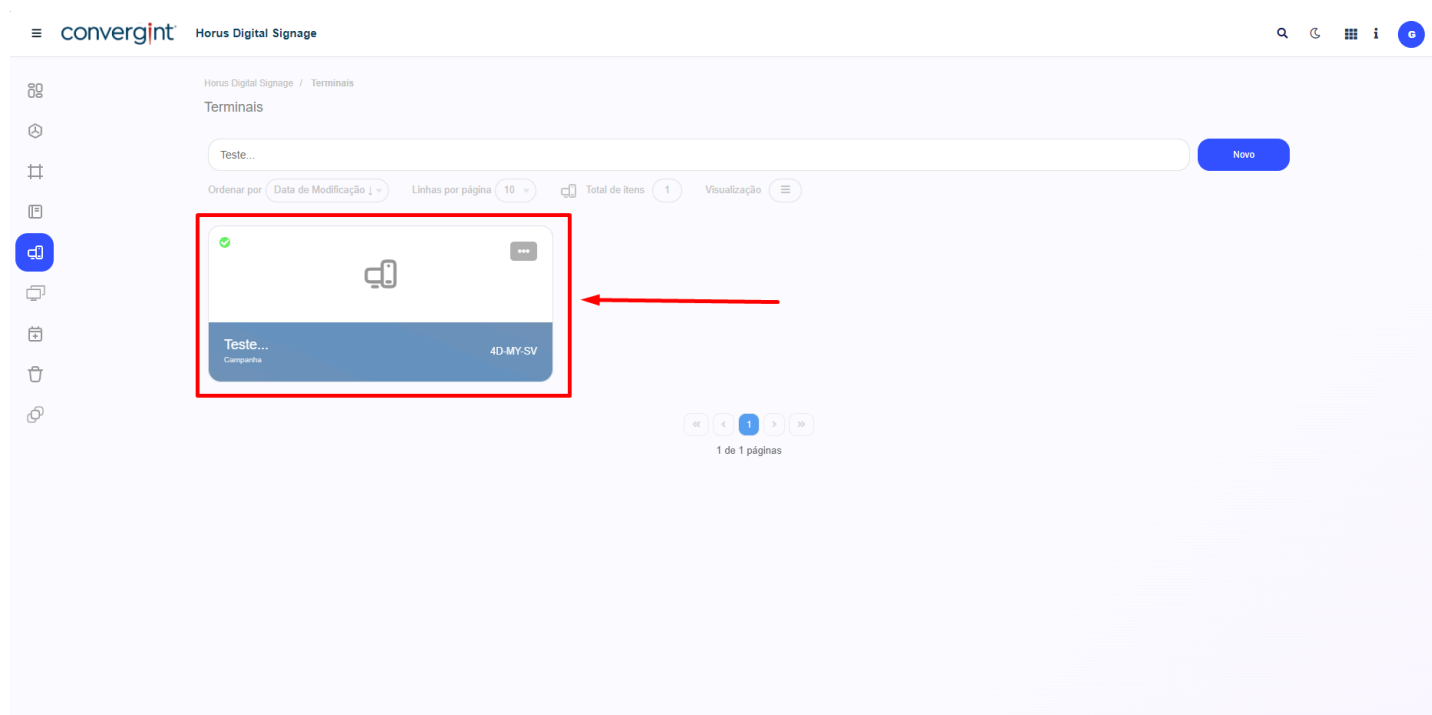 convergint Horus Digital Signage
G
Horus Digital Signage / Terminais
Terminais
Teste...
Novo
Ordenar por Data de Modificação ↓ Linhas por página 10 Total de itens 1 Visualização
Teste...
Campanha
4D-MY-SV
« ‹ 1 › »
1 de 1 páginas